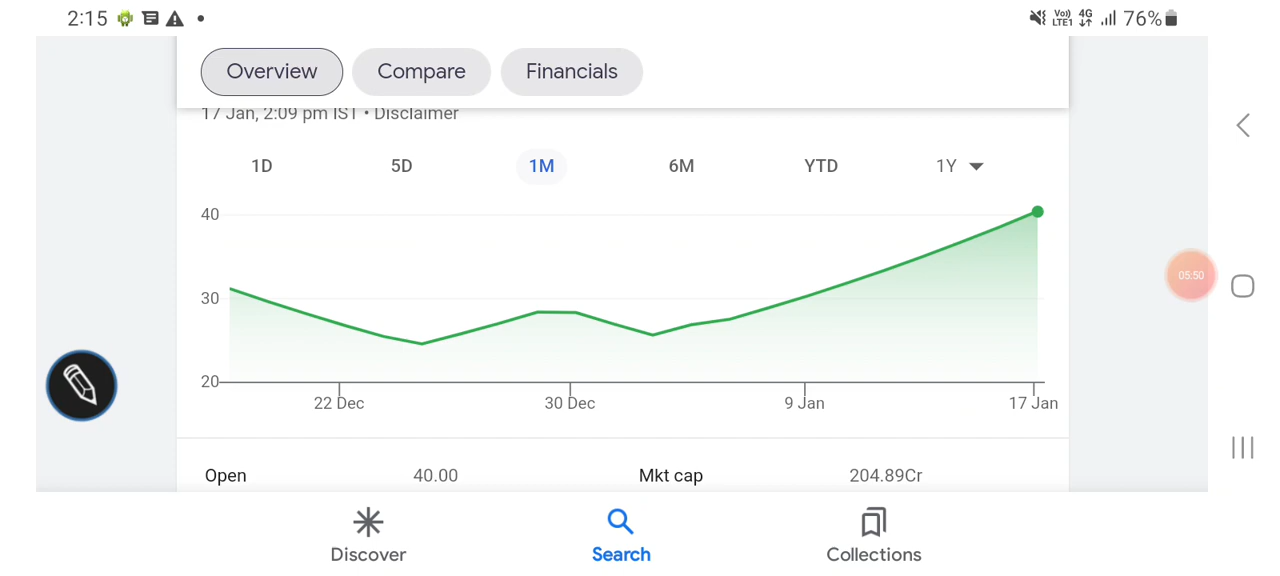 2:15
Vo)) 4G
LTE1
76%
Overview Compare Financials
17 Jan, 2:09 pm IST • Disclaimer
1D 5D 1M 6M YTD 1Y
40
30
20
22 Dec 30 Dec 9 Jan 17 Jan
05:50
Open 40.00 Mkt cap 204.89Cr
Discover Search Collections